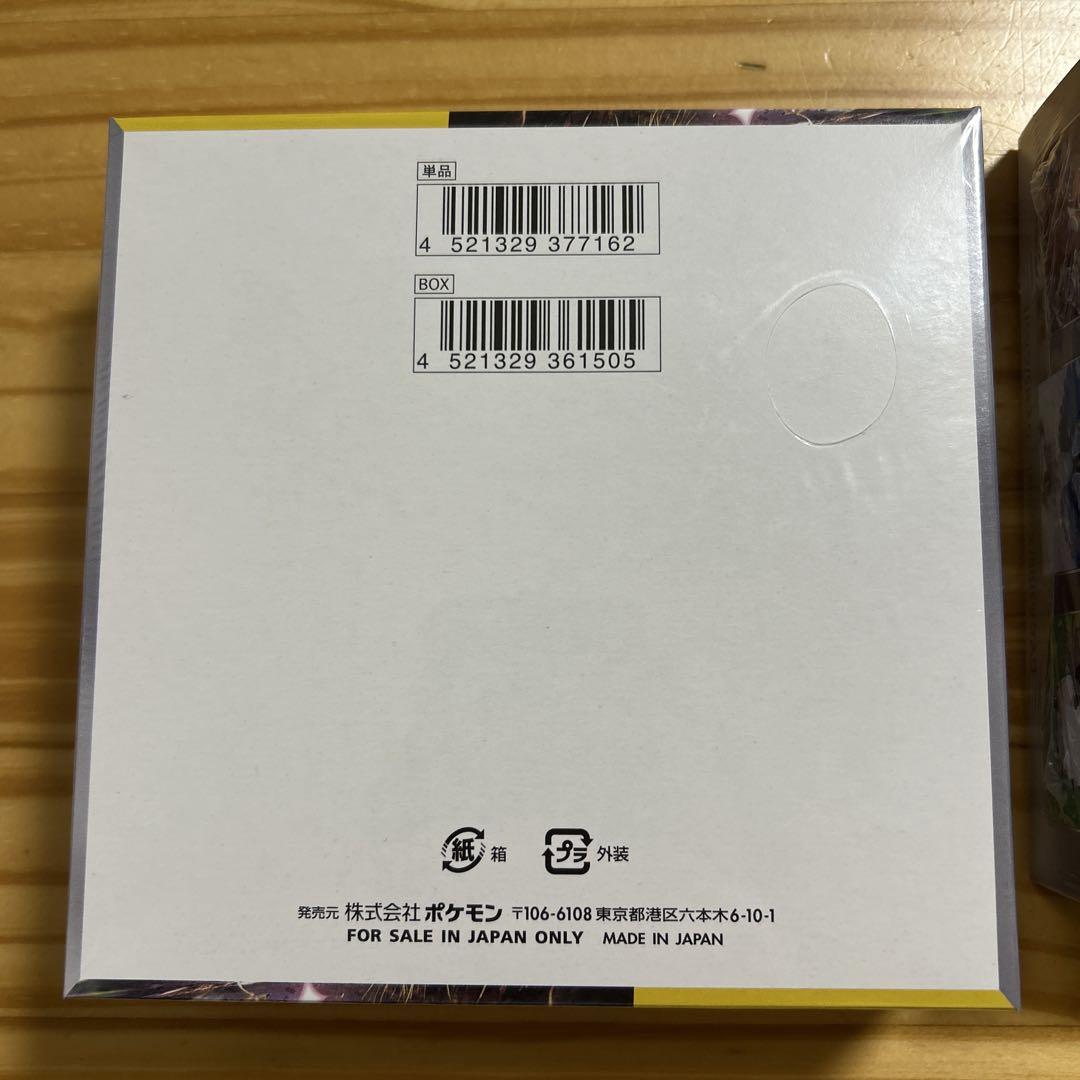 単品
4 521329 377162
BOX
4 521329 361505
紙 箱 プラ 外装
発売元 株式会社 ポケモン 〒106-6108 東京都港区六本木6-10-1
FOR SALE IN JAPAN ONLY MADE IN JAPAN